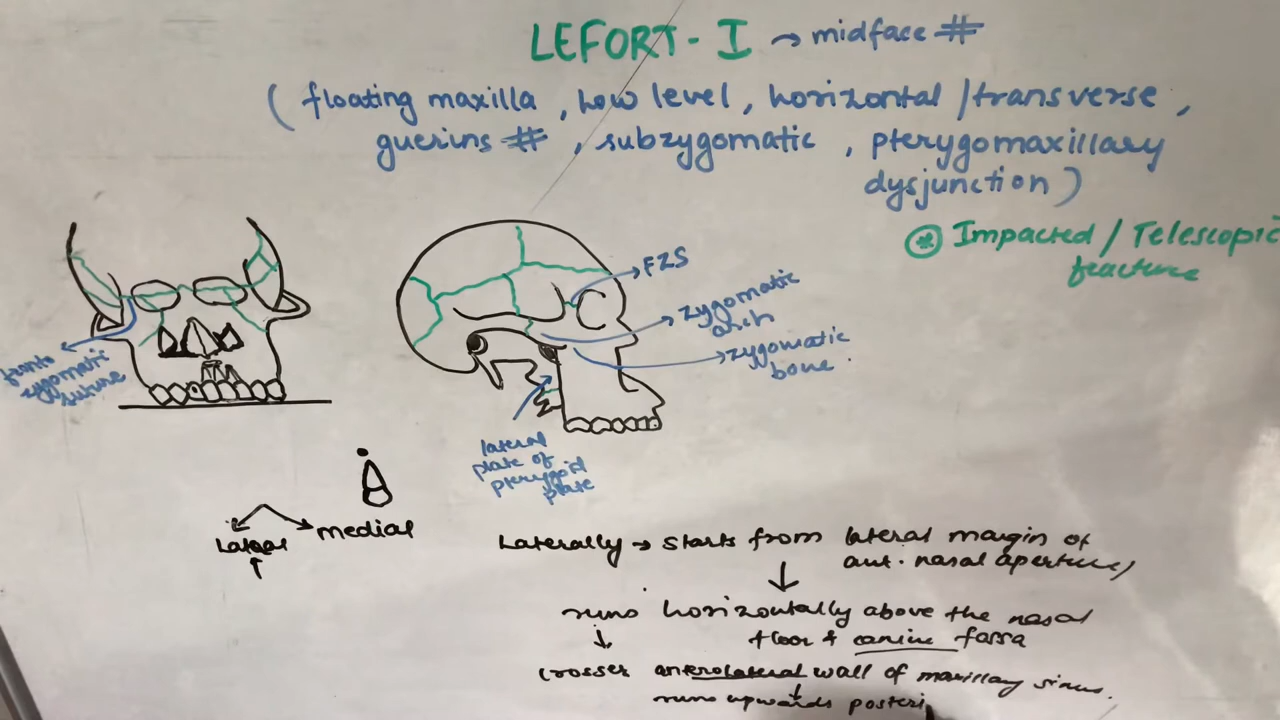 LEFORT - I → midface #
( floating maxilla , low level , horizontal / transverse ,
guerins # , subzygomatic , pterygomaxillary
dysjunction )
⊛ Impacted / Telescopic
fracture
FZS
zygomatic
arch
zygomatic
bone
fronto
zygomatic
suture
lateral
plate of
pterygoid
plate
Lateral
medial
Laterally → starts from lateral margin of
ant. nasal aperture
↓
runs horizontally above the nasal
floor & canine fossa
↓
crosses anterolateral wall of maxillary sinus.
↓
runs upwards posteri